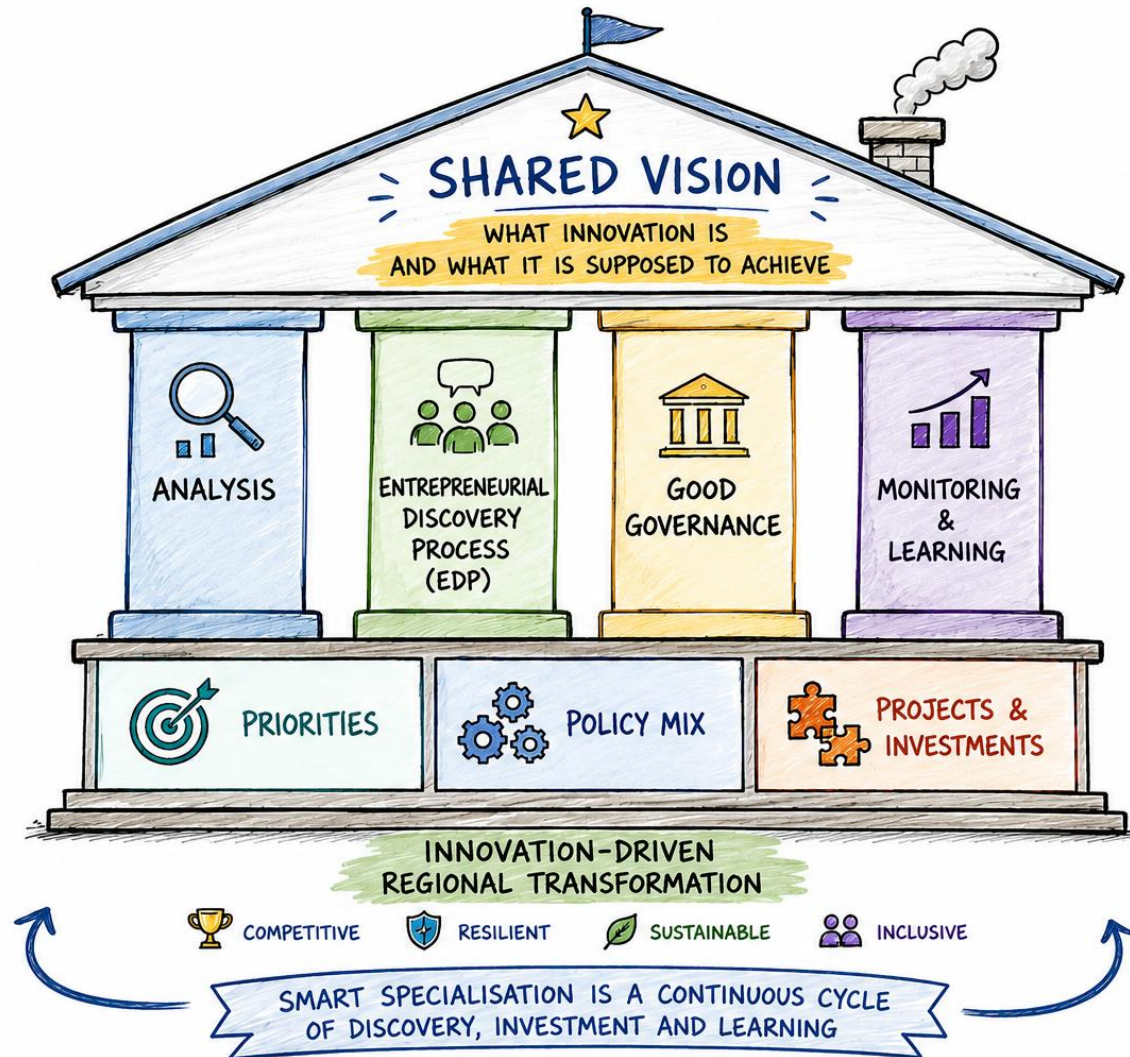 SHARED VISION
WHAT INNOVATION IS
AND WHAT IT IS SUPPOSED TO ACHIEVE
ANALYSIS
ENTREPRENEURIAL
DISCOVERY
PROCESS
(EDP)
GOOD
GOVERNANCE
MONITORING
&
LEARNING
PRIORITIES
POLICY MIX
PROJECTS &
INVESTMENTS
INNOVATION-DRIVEN
REGIONAL TRANSFORMATION
COMPETITIVE
RESILIENT
SUSTAINABLE
INCLUSIVE
SMART SPECIALISATION IS A CONTINUOUS CYCLE
OF DISCOVERY, INVESTMENT AND LEARNING